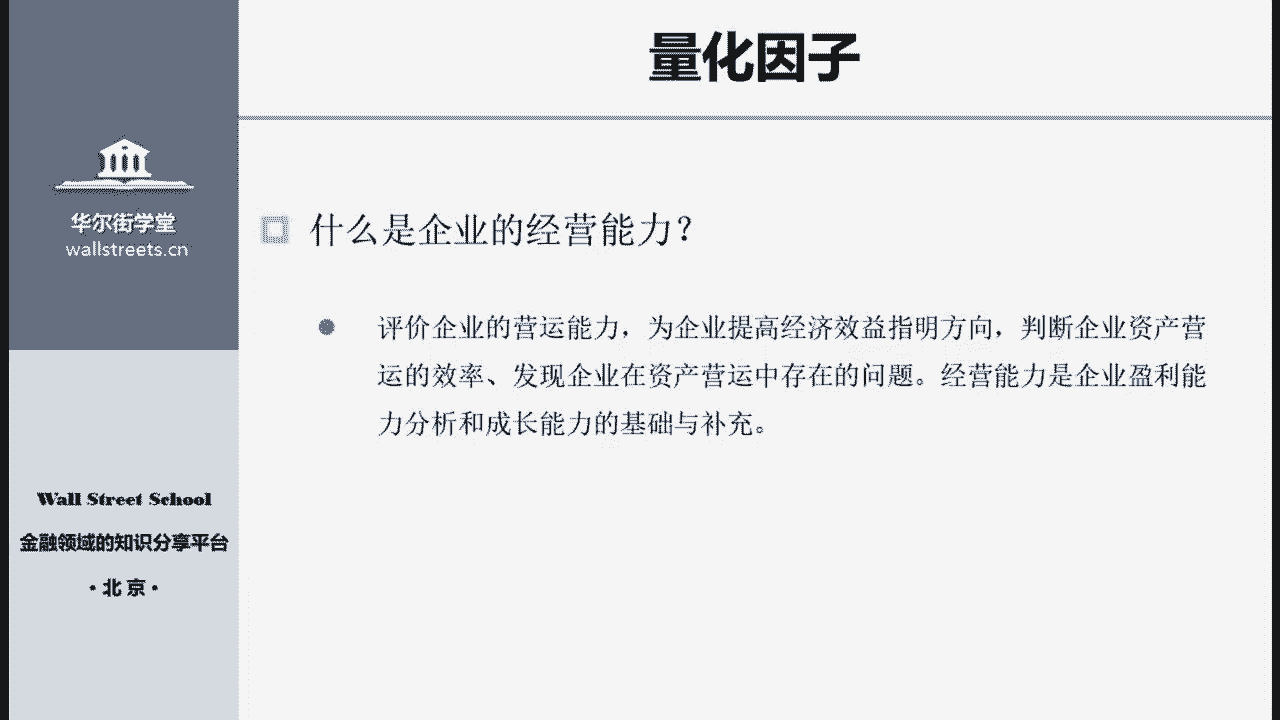 量化因子
华尔街学堂
wallstreets.cn
什么是企业的经营能力?
评价企业的营运能力，为企业提高经济效益指明方向，判断企业资产营
运的效率、发现企业在资产营运中存在的问题。经营能力是企业盈利能
力分析和成长能力的基础与补充。
Wall Street School
金融领域的知识分享平台
·北京·